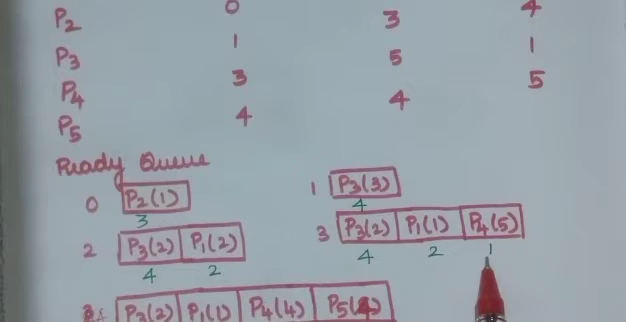 P2 0 3 4
P3 1 5 1
P4 3 4 5
P5 4
Ready Queue
0 P2(1) 1 P3(3)
3 4
2 P3(2) P1(2) 3 P3(2) P1(1) P4(5)
4 2 4 2 1
P3(2) P1(1) P4(4) P5(4)